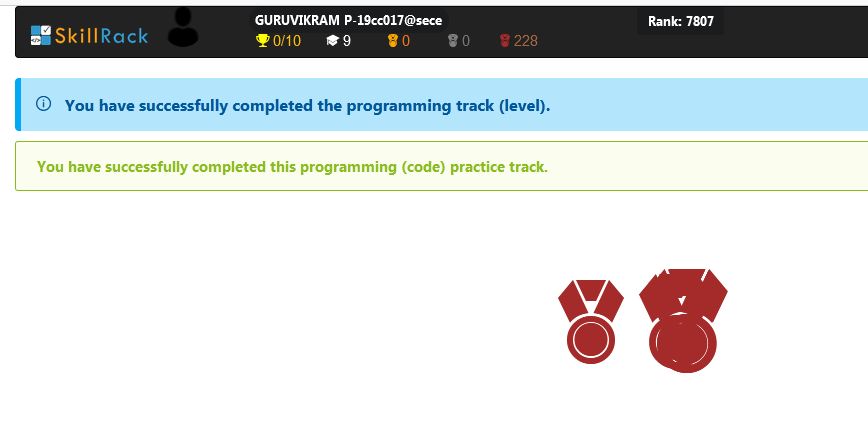 SkillRack
GURUVIKRAM P-19cc017@sece
Rank: 7807
0/10 9 0 0 228
You have successfully completed the programming track (level).
You have successfully completed this programming (code) practice track.